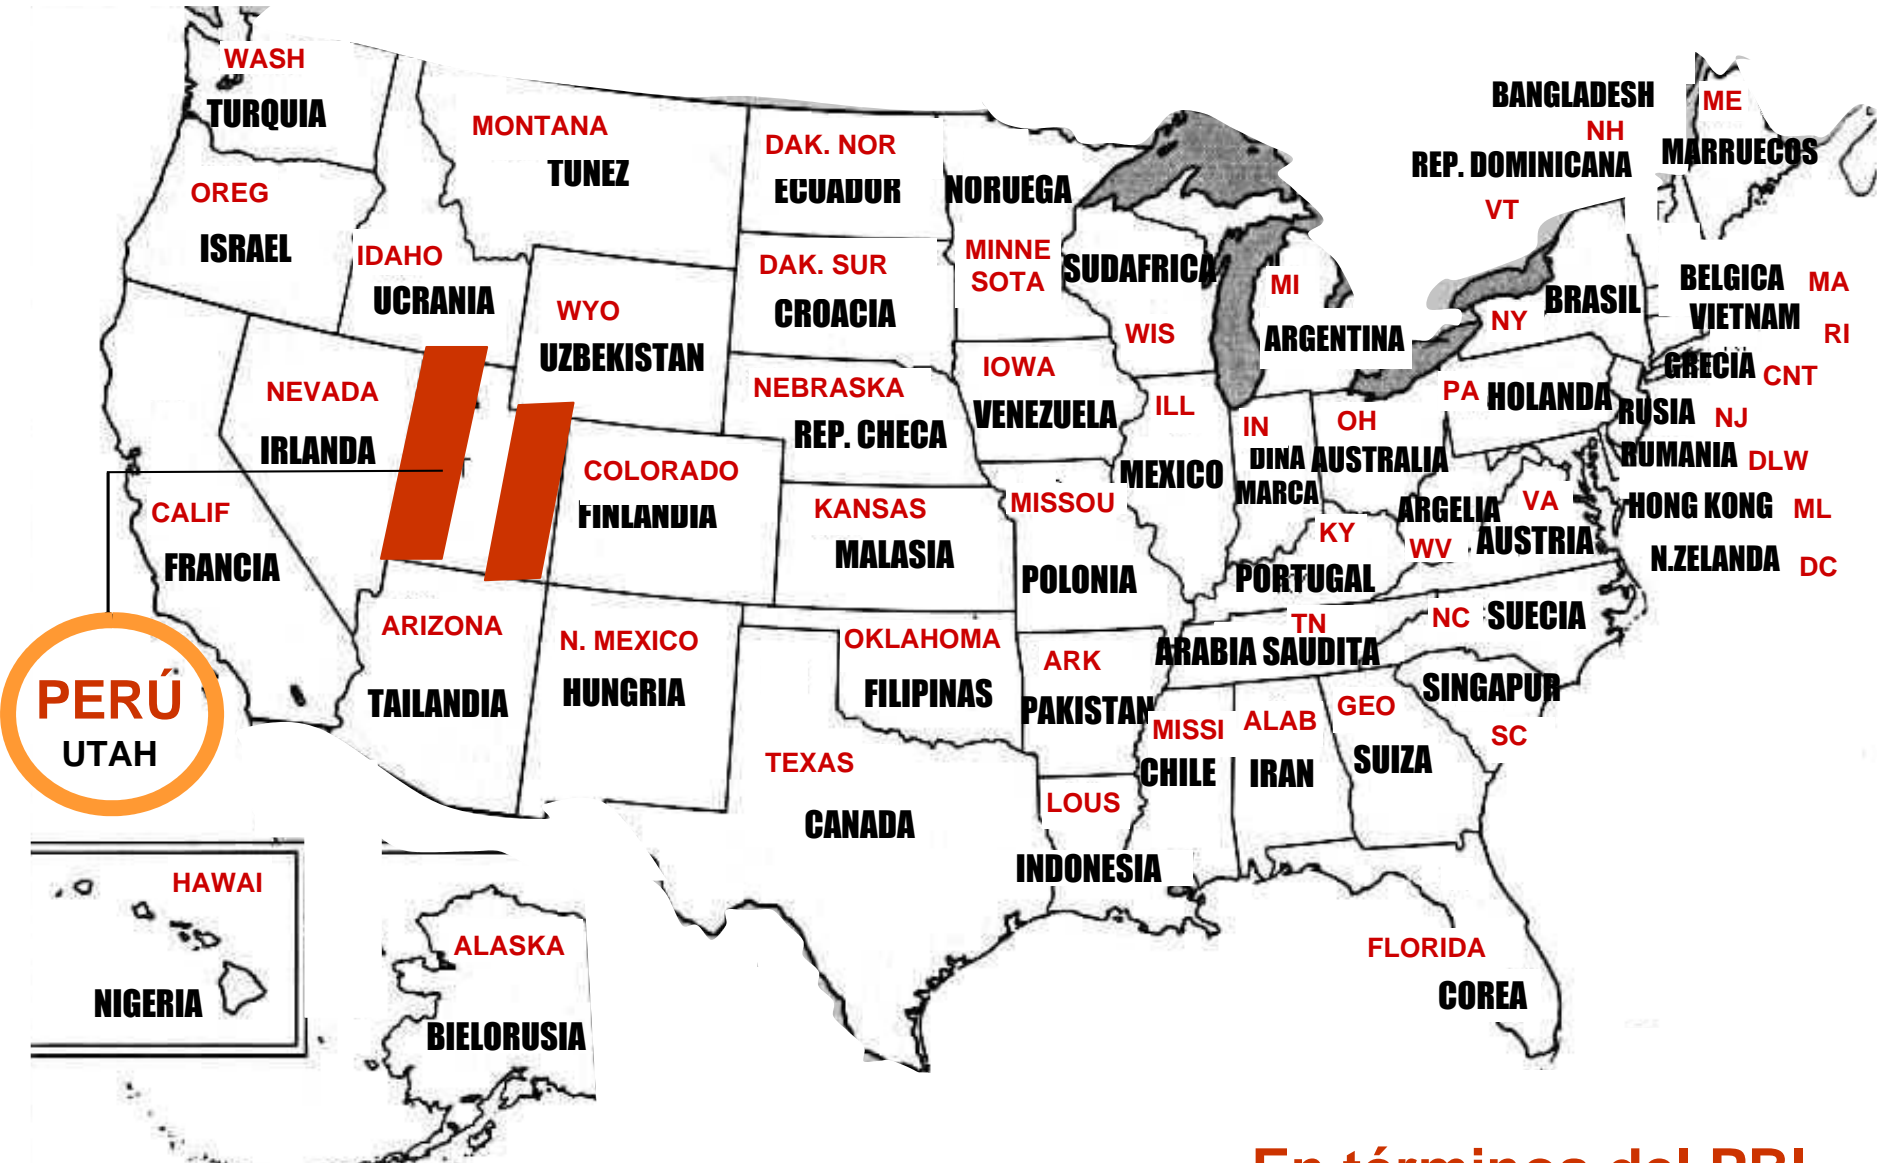 WASH
TURQUIA
MONTANA
TUNEZ
DAK. NOR
ECUADOR
NORUEGA
BANGLADESH
ME
NH
MARRUECOS
REP. DOMINICANA
VT
OREG
ISRAEL
IDAHO
UCRANIA
WYO
UZBEKISTAN
DAK. SUR
CROACIA
MINNE
SOTA
SUDAFRICA
WIS
MI
ARGENTINA
NY
BRASIL
BELGICA MA
VIETNAM
RI
GRECIA CNT
NEVADA
IRLANDA
NEBRASKA
REP. CHECA
IOWA
VENEZUELA
ILL
MEXICO
IN
DINA
MARCA
OH
AUSTRALIA
PA HOLANDA
RUSIA NJ
RUMANIA DLW
HONG KONG ML
N.ZELANDA DC
CALIF
FRANCIA
COLORADO
FINLANDIA
KANSAS
MALASIA
MISSOU
POLONIA
KY
PORTUGAL
ARGELIA
WV
VA
AUSTRIA
PERÚ
UTAH
ARIZONA
TAILANDIA
N. MEXICO
HUNGRIA
OKLAHOMA
FILIPINAS
ARK
PAKISTAN
TN
ARABIA SAUDITA
NC SUECIA
SINGAPUR
SC
TEXAS
CANADA
LOUS
INDONESIA
MISSI
CHILE
ALAB
IRAN
GEO
SUIZA
HAWAI
NIGERIA
ALASKA
BIELORUSIA
FLORIDA
COREA
En términos del PBI